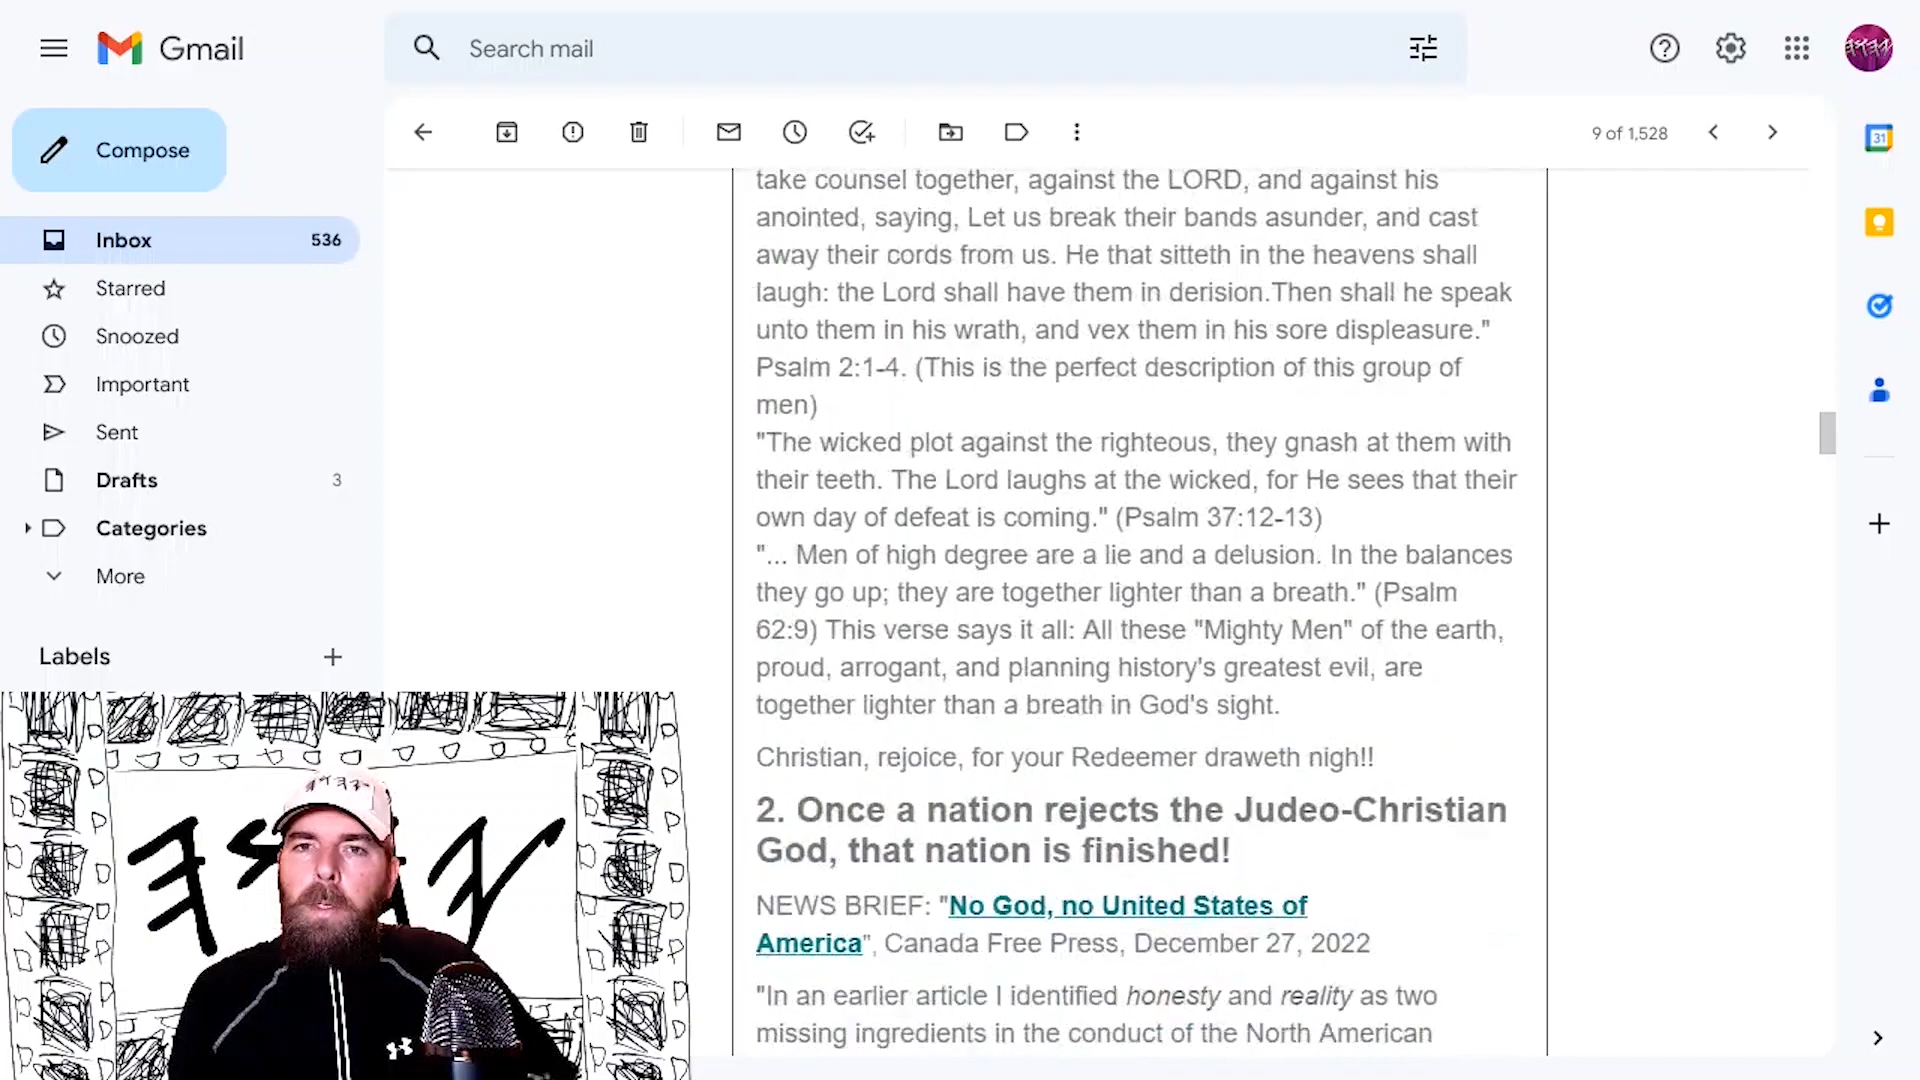 Gmail
Search mail
Compose
9 of 1,528
Inbox 536
Starred
Snoozed
Important
Sent
Drafts 3
Categories
More
Labels
31
take counsel together, against the LORD, and against his
anointed, saying, Let us break their bands asunder, and cast
away their cords from us. He that sitteth in the heavens shall
laugh: the Lord shall have them in derision.Then shall he speak
unto them in his wrath, and vex them in his sore displeasure."
Psalm 2:1-4. (This is the perfect description of this group of
men)
"The wicked plot against the righteous, they gnash at them with
their teeth. The Lord laughs at the wicked, for He sees that their
own day of defeat is coming." (Psalm 37:12-13)
"... Men of high degree are a lie and a delusion. In the balances
they go up; they are together lighter than a breath." (Psalm
62:9) This verse says it all: All these "Mighty Men" of the earth,
proud, arrogant, and planning history's greatest evil, are
together lighter than a breath in God's sight.
Christian, rejoice, for your Redeemer draweth nigh!!
2. Once a nation rejects the Judeo-Christian
God, that nation is finished!
NEWS BRIEF: "No God, no United States of
America", Canada Free Press, December 27, 2022
"In an earlier article I identified honesty and reality as two
missing ingredients in the conduct of the North American